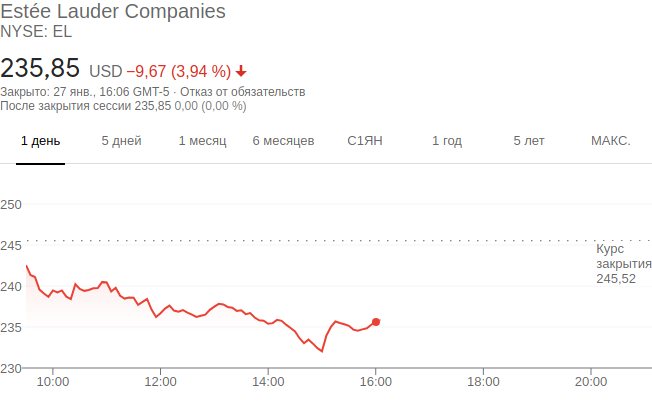 Estée Lauder Companies
NYSE: EL
235,85 USD −9,67 (3,94 %)
Закрыто: 27 янв., 16:06 GMT-5 · Отказ от обязательств
После закрытия сессии 235,85 0,00 (0,00 %)
1 день 5 дней 1 месяц 6 месяцев С1ЯН 1 год 5 лет МАКС.
250
245
Курс
закрытия
245,52
240
235
230
10:00 12:00 14:00 16:00 18:00 20:00